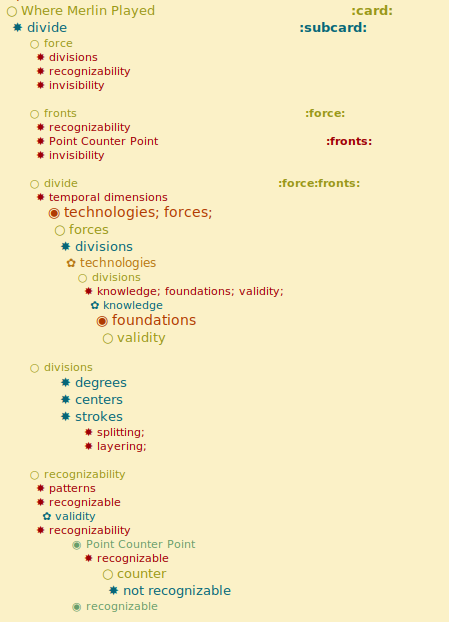 Where Merlin Played :card:
divide :subcard:
force
divisions
recognizability
invisibility
fronts :force:
recognizability
Point Counter Point :fronts:
invisibility
divide :force:fronts:
temporal dimensions
technologies; forces;
forces
divisions
technologies
divisions
knowledge; foundations; validity;
knowledge
foundations
validity
divisions
degrees
centers
strokes
splitting;
layering;
recognizability
patterns
recognizable
validity
recognizability
Point Counter Point
recognizable
counter
not recognizable
recognizable